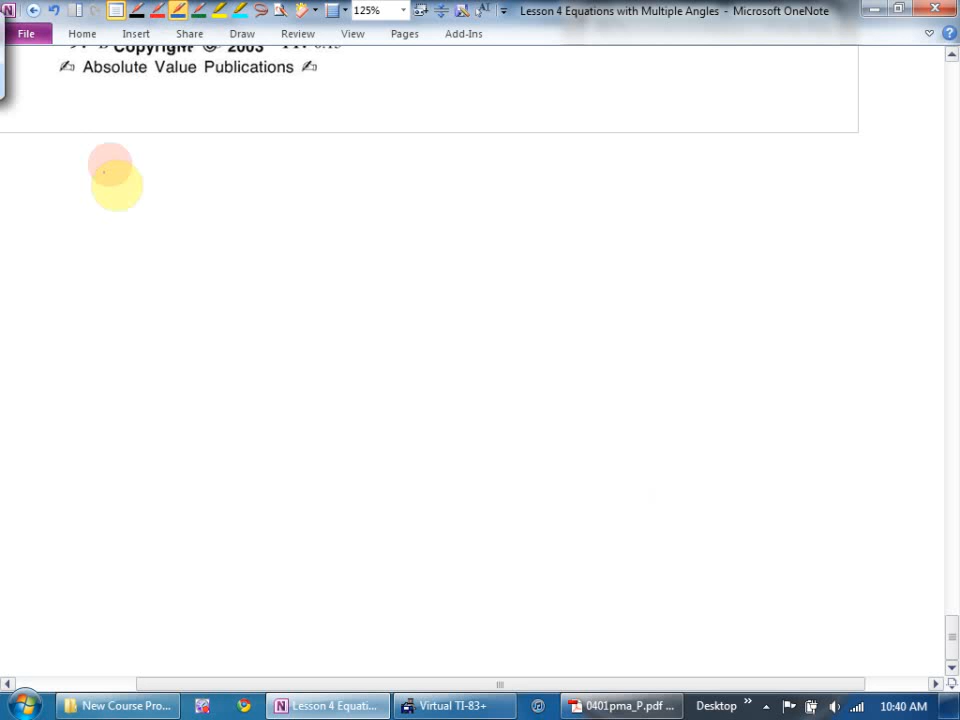 125%
Lesson 4 Equations with Multiple Angles - Microsoft OneNote
File Home Insert Share Draw Review View Pages Add-Ins
Copyright © 2003
Absolute Value Publications
New Course Pro... Lesson 4 Equati... Virtual TI-83+ 0401pma_P.pdf ... Desktop 10:40 AM